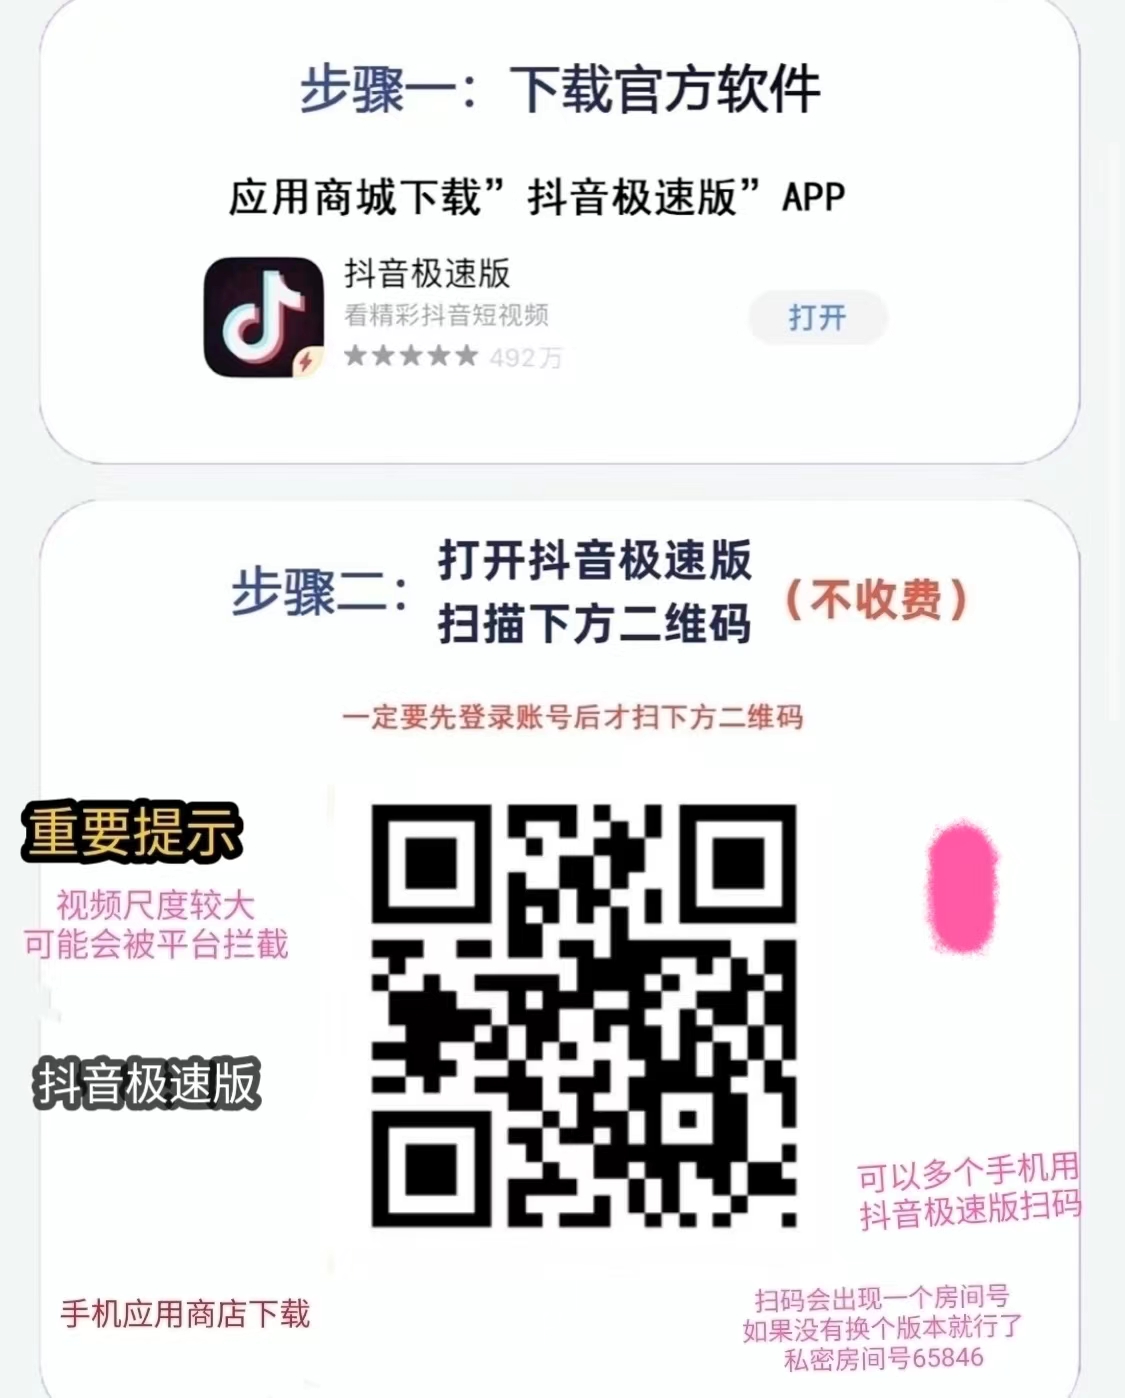 步骤一：下载官方软件
应用商城下载”抖音极速版”APP
抖音极速版
看精彩抖音短视频
★★★★★ 492万
打开
步骤二：
打开抖音极速版
扫描下方二维码
（不收费）
一定要先登录账号后才扫下方二维码
重要提示
视频尺度较大
可能会被平台拦截
抖音极速版
可以多个手机用
抖音极速版扫码
手机应用商店下载
扫码会出现一个房间号
如果没有换个版本就行了
私密房间号65846